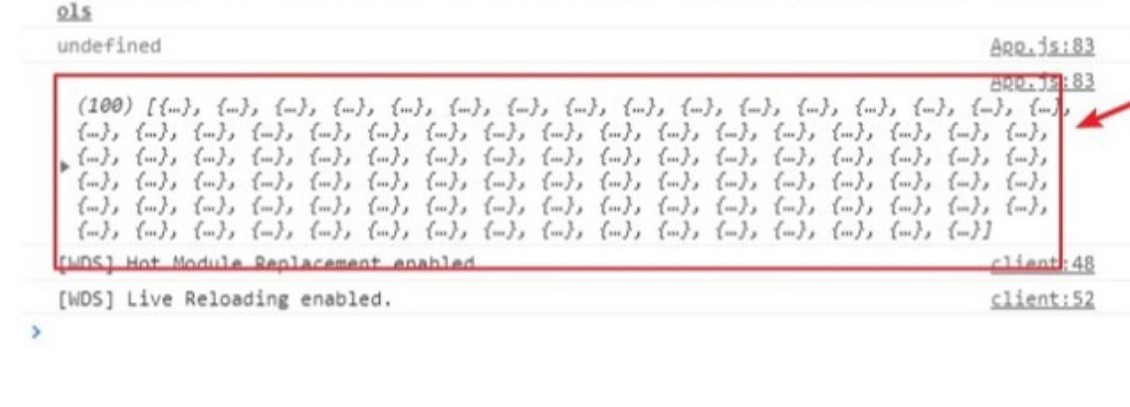 ols
undefined App.js:83
App.js:83
(100) [{…}, {…}, {…}, {…}, {…}, {…}, {…}, {…}, {…}, {…}, {…}, {…}, {…}, {…}, {…}, {…},
{…}, {…}, {…}, {…}, {…}, {…}, {…}, {…}, {…}, {…}, {…}, {…}, {…}, {…}, {…}, {…}, {…},
{…}, {…}, {…}, {…}, {…}, {…}, {…}, {…}, {…}, {…}, {…}, {…}, {…}, {…}, {…}, {…}, {…},
{…}, {…}, {…}, {…}, {…}, {…}, {…}, {…}, {…}, {…}, {…}, {…}, {…}, {…}, {…}, {…}, {…},
{…}, {…}, {…}, {…}, {…}, {…}, {…}, {…}, {…}, {…}, {…}, {…}, {…}, {…}, {…}, {…}, {…},
{…}, {…}, {…}, {…}, {…}, {…}, {…}, {…}, {…}, {…}, {…}, {…}, {…}, {…}, {…}, {…}]
[WDS] Hot Module Replacement enabled. client:48
[WDS] Live Reloading enabled. client:52